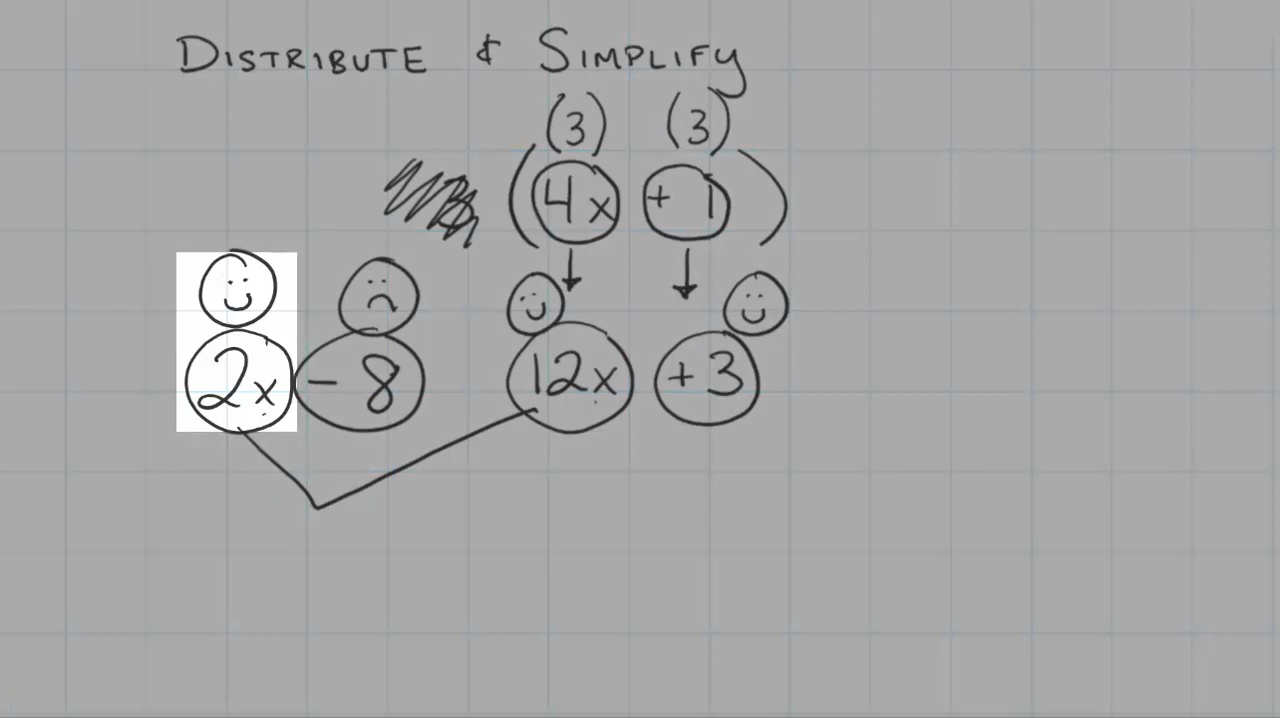 DISTRIBUTE & SIMPLIFY
(3) (3)
(4x + 1)
2x - 8 12x + 3